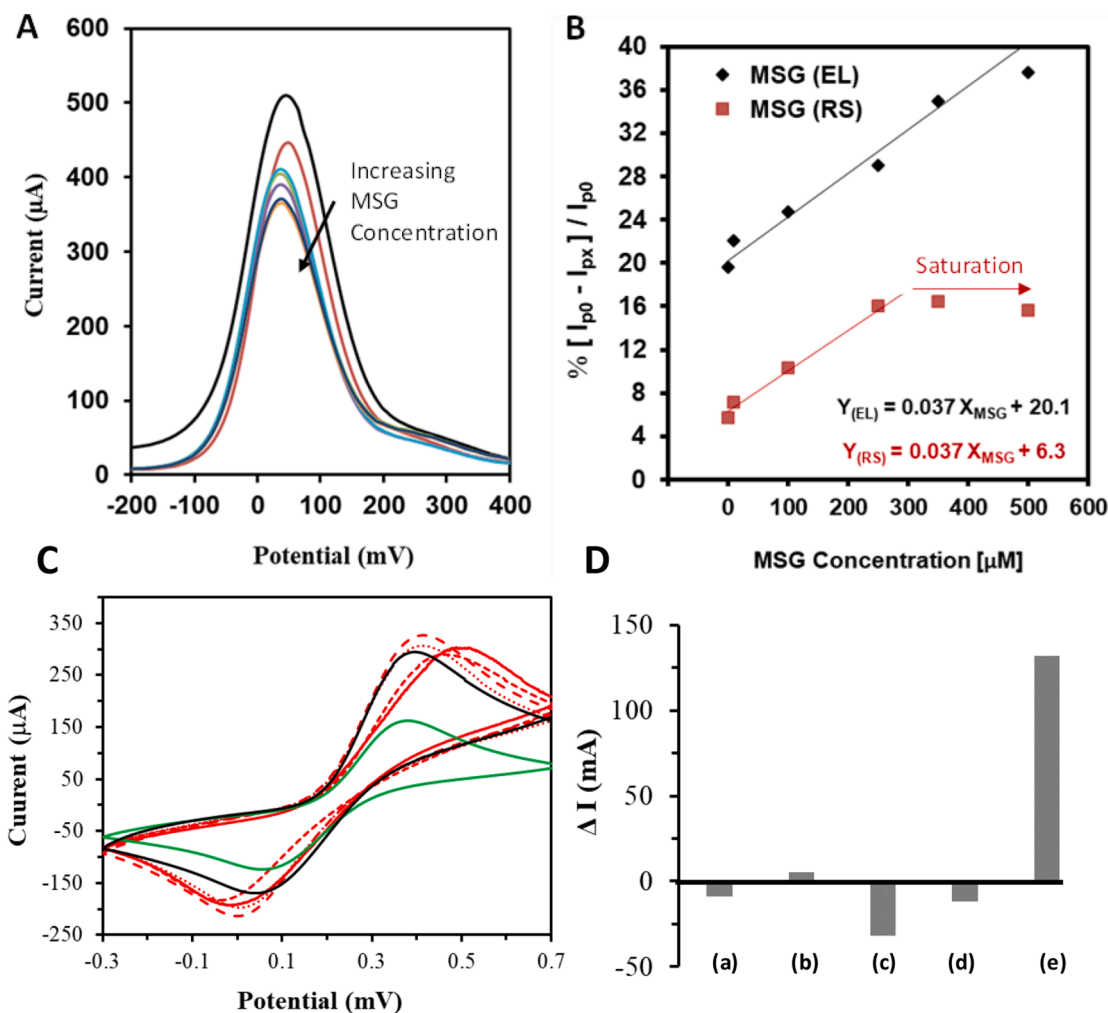 A
600
500
400
300
200
100
0
Current (µA)
Increasing
MSG
Concentration
-200
-100
0
100
200
300
400
Potential (mV)
B
40
36
32
28
24
20
16
12
8
4
0
% [ Ip0 - Ipx ] / Ip0
MSG (EL)
MSG (RS)
Saturation
Y(EL) = 0.037 XMSG + 20.1
Y(RS) = 0.037 XMSG + 6.3
0
100
200
300
400
500
600
MSG Concentration [µM]
C
350
250
150
50
-50
-150
-250
Cuurent (µA)
-0.3
-0.1
0.1
0.3
0.5
0.7
Potential (mV)
D
150
100
50
0
-50
Δ I (mA)
(a)
(b)
(c)
(d)
(e)